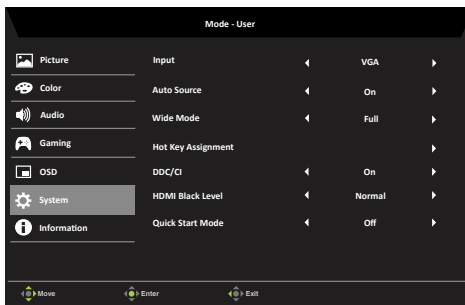 Mode - User
Picture
Color
Audio
Gaming
OSD
System
Information
Input VGA
Auto Source On
Wide Mode Full
Hot Key Assignment
DDC/CI On
HDMI Black Level Normal
Quick Start Mode Off
Move Enter Exit